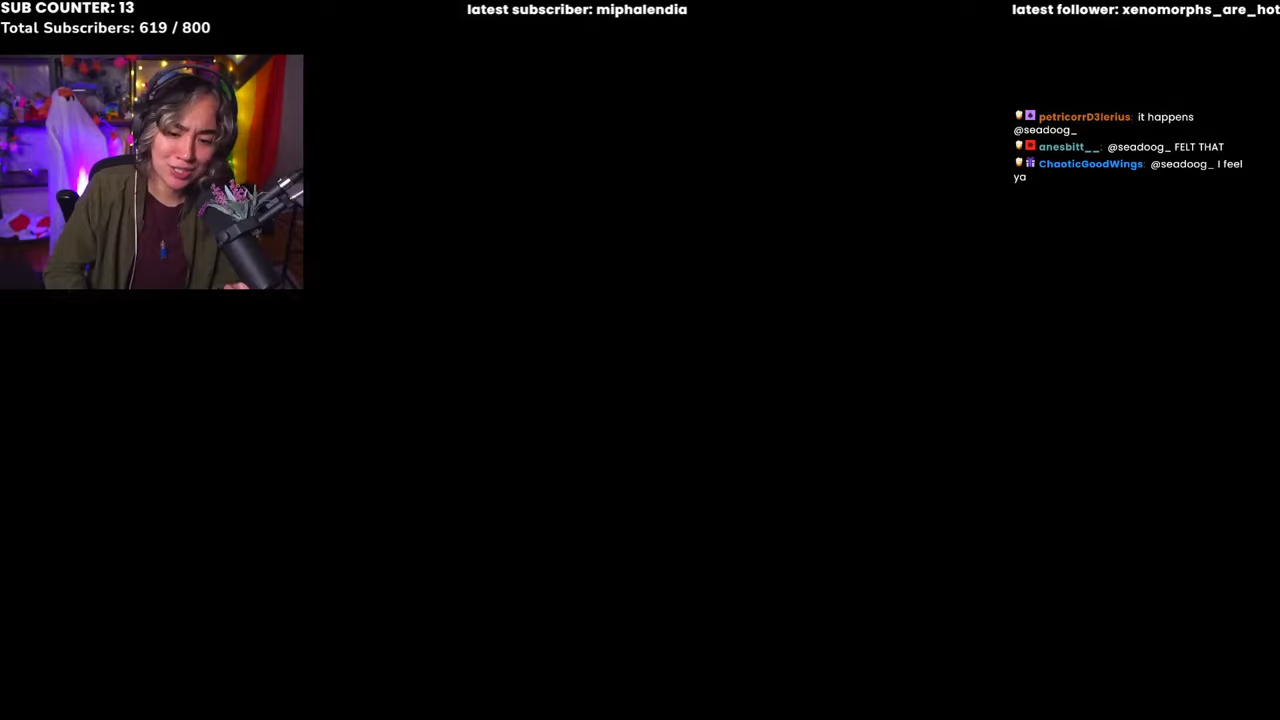 SUB COUNTER: 13
Total Subscribers: 619 / 800
latest subscriber: miphalendia
latest follower: xenomorphs_are_hot
petricorrD3lerius: it happens
@seadoog_
anesbitt__: @seadoog_ FELT THAT
ChaoticGoodWings: @seadoog_ I feel
ya